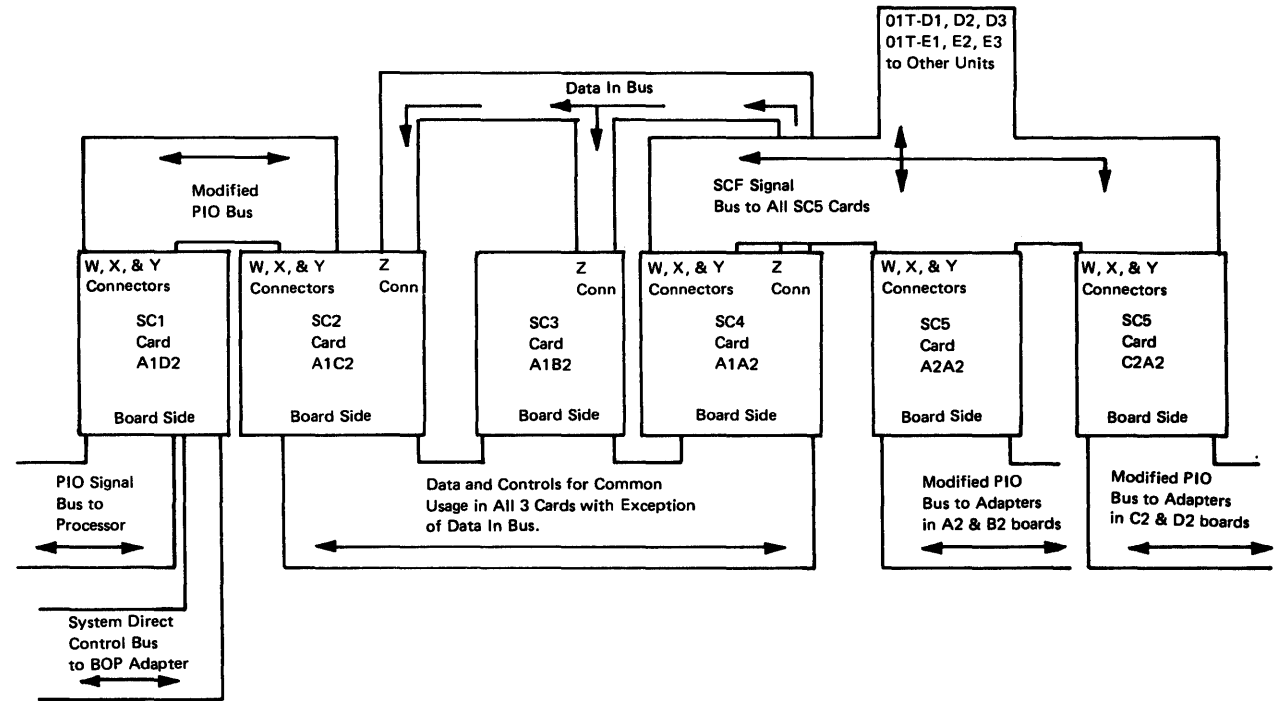 01T-D1, D2, D3
01T-E1, E2, E3
to Other Units
Data In Bus
Modified
PIO Bus
SCF Signal
Bus to All SC5 Cards
W, X, & Y
Connectors
SC1
Card
A1D2
Board Side
W, X, & Y
Connectors
Z
Conn
SC2
Card
A1C2
Board Side
Z
Conn
SC3
Card
A1B2
Board Side
W, X, & Y
Connectors
Z
Conn
SC4
Card
A1A2
Board Side
W, X, & Y
Connectors
SC5
Card
A2A2
Board Side
W, X, & Y
Connectors
SC5
Card
C2A2
Board Side
PIO Signal
Bus to
Processor
Data and Controls for Common
Usage in All 3 Cards with Exception
of Data In Bus.
Modified PIO
Bus to Adapters
in A2 & B2 boards
Modified PIO
Bus to Adapters
in C2 & D2 boards
System Direct
Control Bus
to BOP Adapter